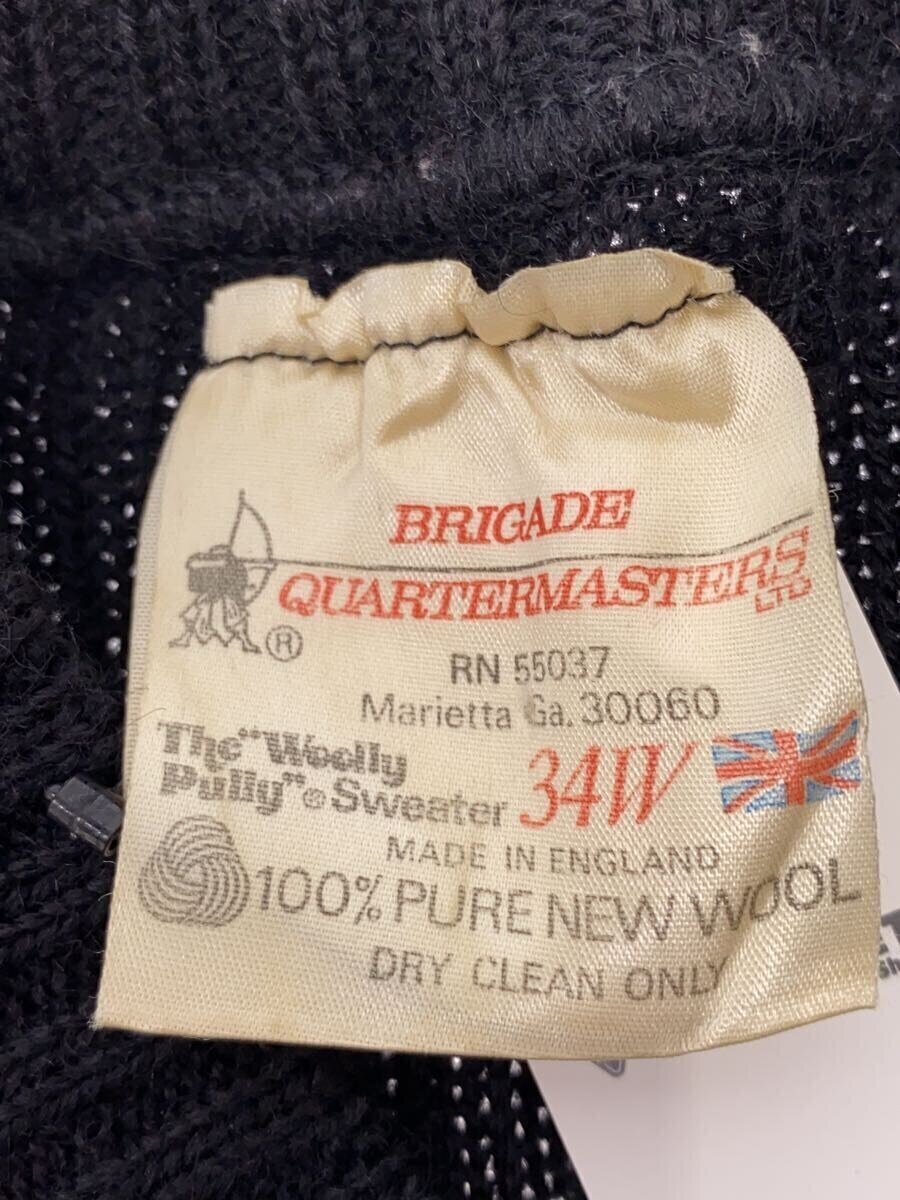 BRIGADE
QUARTERMASTERS LTD
®
RN 55037
Marietta Ga. 30060
The "Woolly
Pully"® Sweater 34W
MADE IN ENGLAND
100% PURE NEW WOOL
DRY CLEAN ONLY